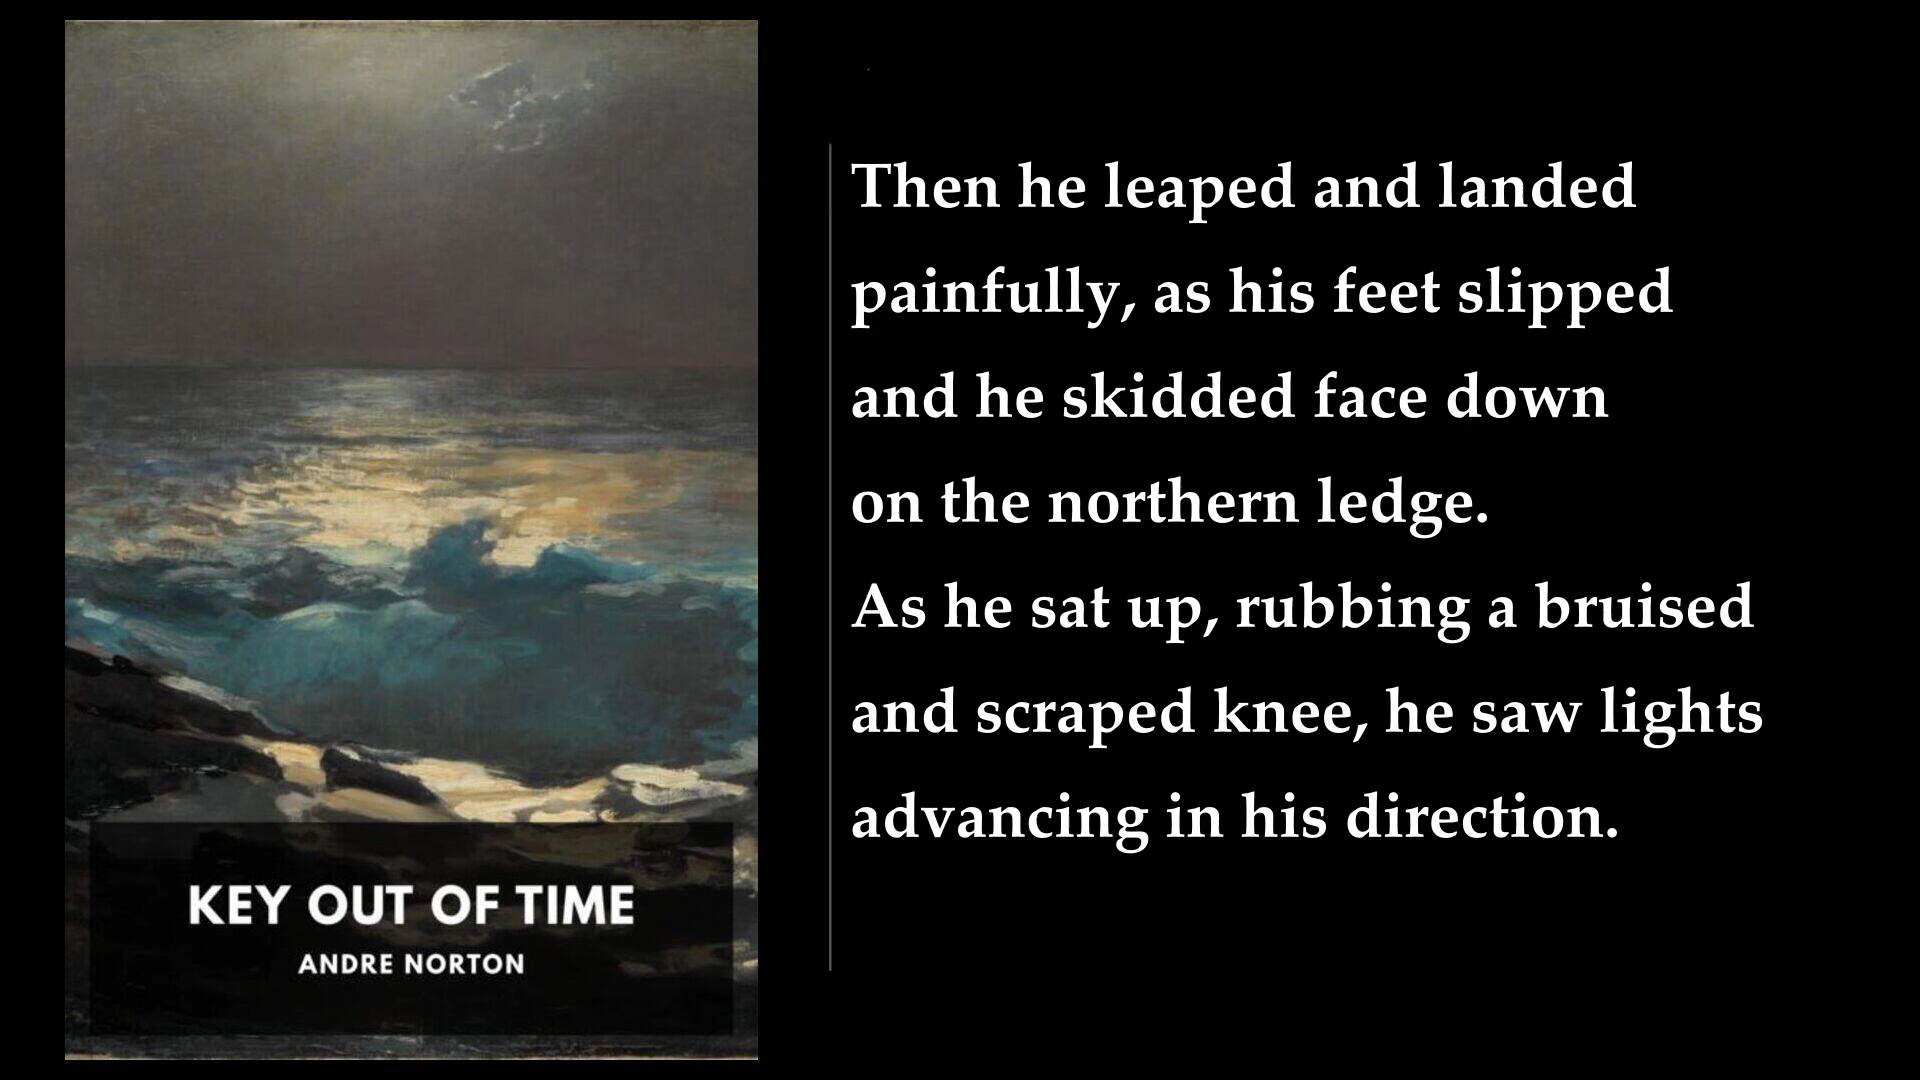 KEY OUT OF TIME
ANDRE NORTON
Then he leaped and landed
painfully, as his feet slipped
and he skidded face down
on the northern ledge.
As he sat up, rubbing a bruised
and scraped knee, he saw lights
advancing in his direction.